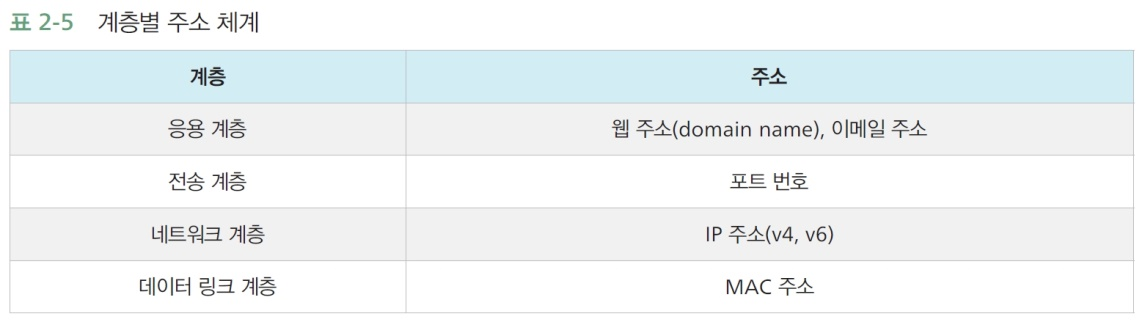 표 2-5 계층별 주소 체계
계층 주소
응용 계층 웹 주소(domain name), 이메일 주소
전송 계층 포트 번호
네트워크 계층 IP 주소(v4, v6)
데이터 링크 계층 MAC 주소